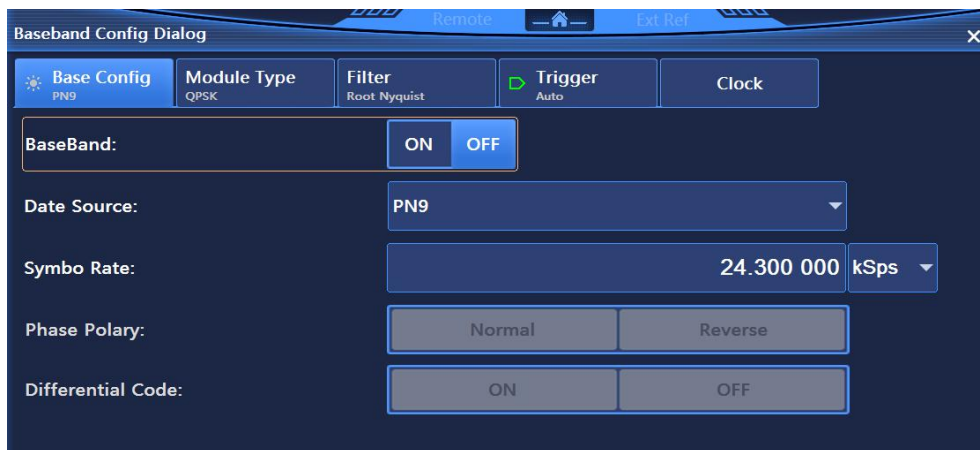 Remote Ext Ref
Baseband Config Dialog
Base Config Module Type Filter Trigger Clock
PN9 QPSK Root Nyquist Auto
BaseBand: ON OFF
Date Source: PN9
Symbo Rate: 24.300 000 kSps
Phase Polary: Normal Reverse
Differential Code: ON OFF